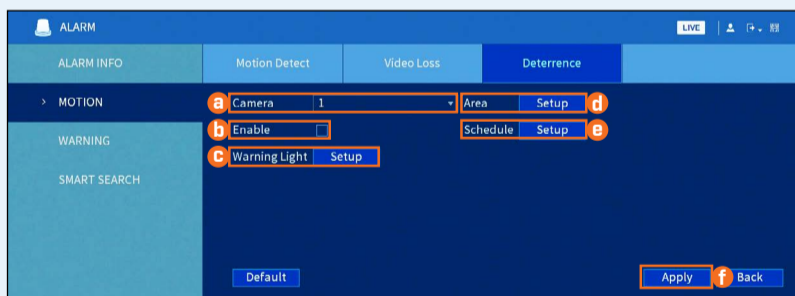 ALARM
LIVE
ALARM INFO
Motion Detect
Video Loss
Deterrence
> MOTION
a Camera 1
Area Setup d
b Enable
Schedule Setup e
WARNING
c Warning Light Setup
SMART SEARCH
Default
Apply f Back